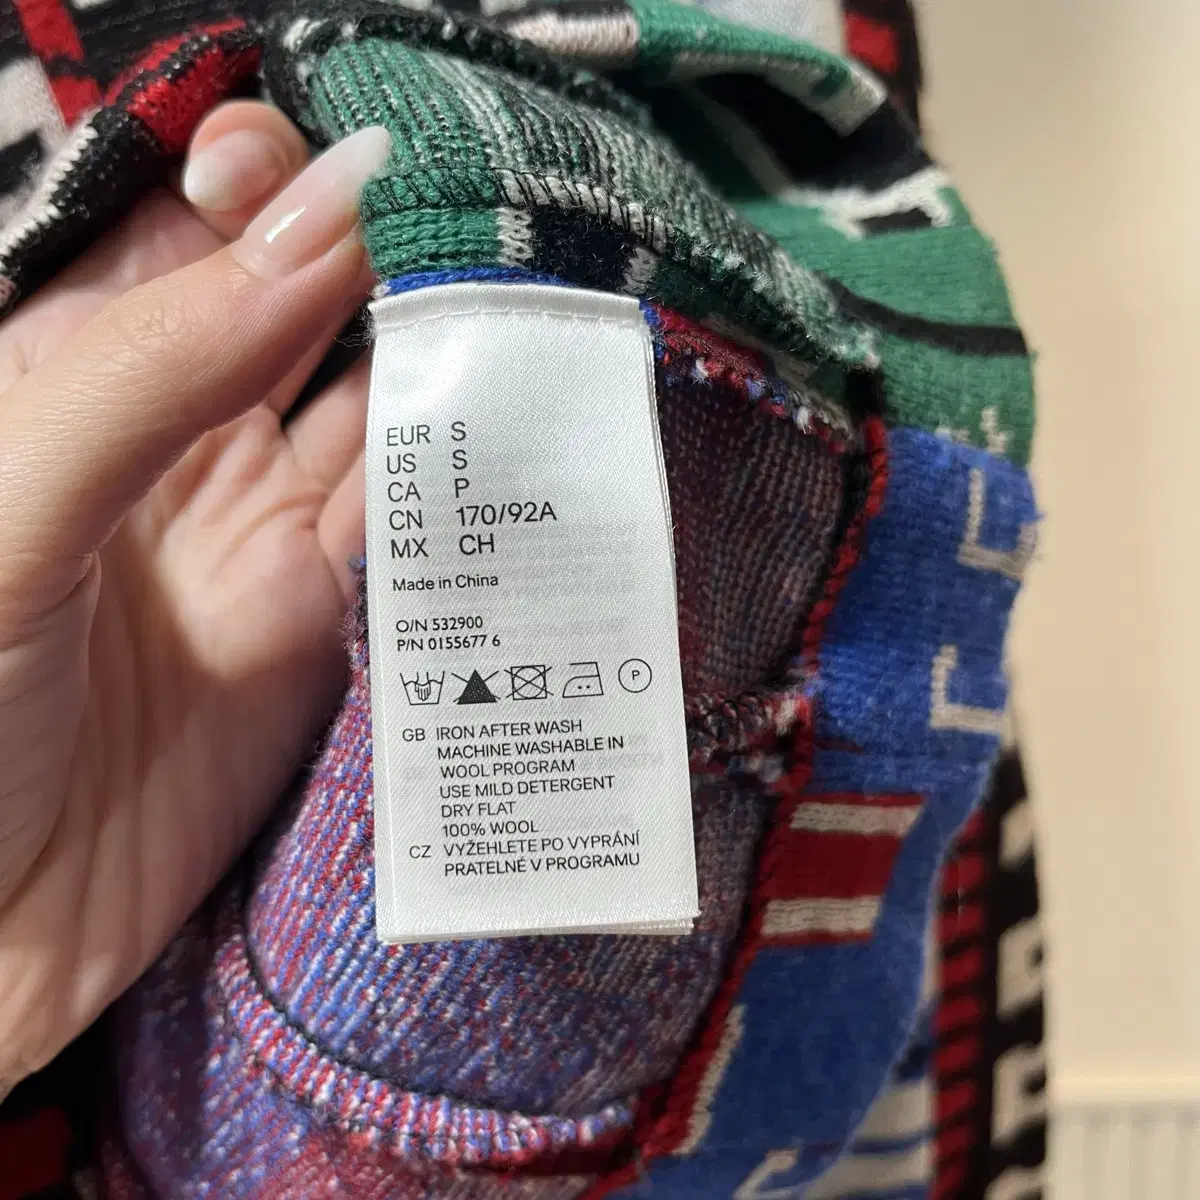 EUR S
US S
CA P
CN 170/92A
MX CH
Made in China
O/N 532900
P/N 0155677 6
P
GB IRON AFTER WASH
MACHINE WASHABLE IN
WOOL PROGRAM
USE MILD DETERGENT
DRY FLAT
100% WOOL
CZ VYŽEHLETE PO VYPRÁNÍ
PRATELNÉ V PROGRAMU